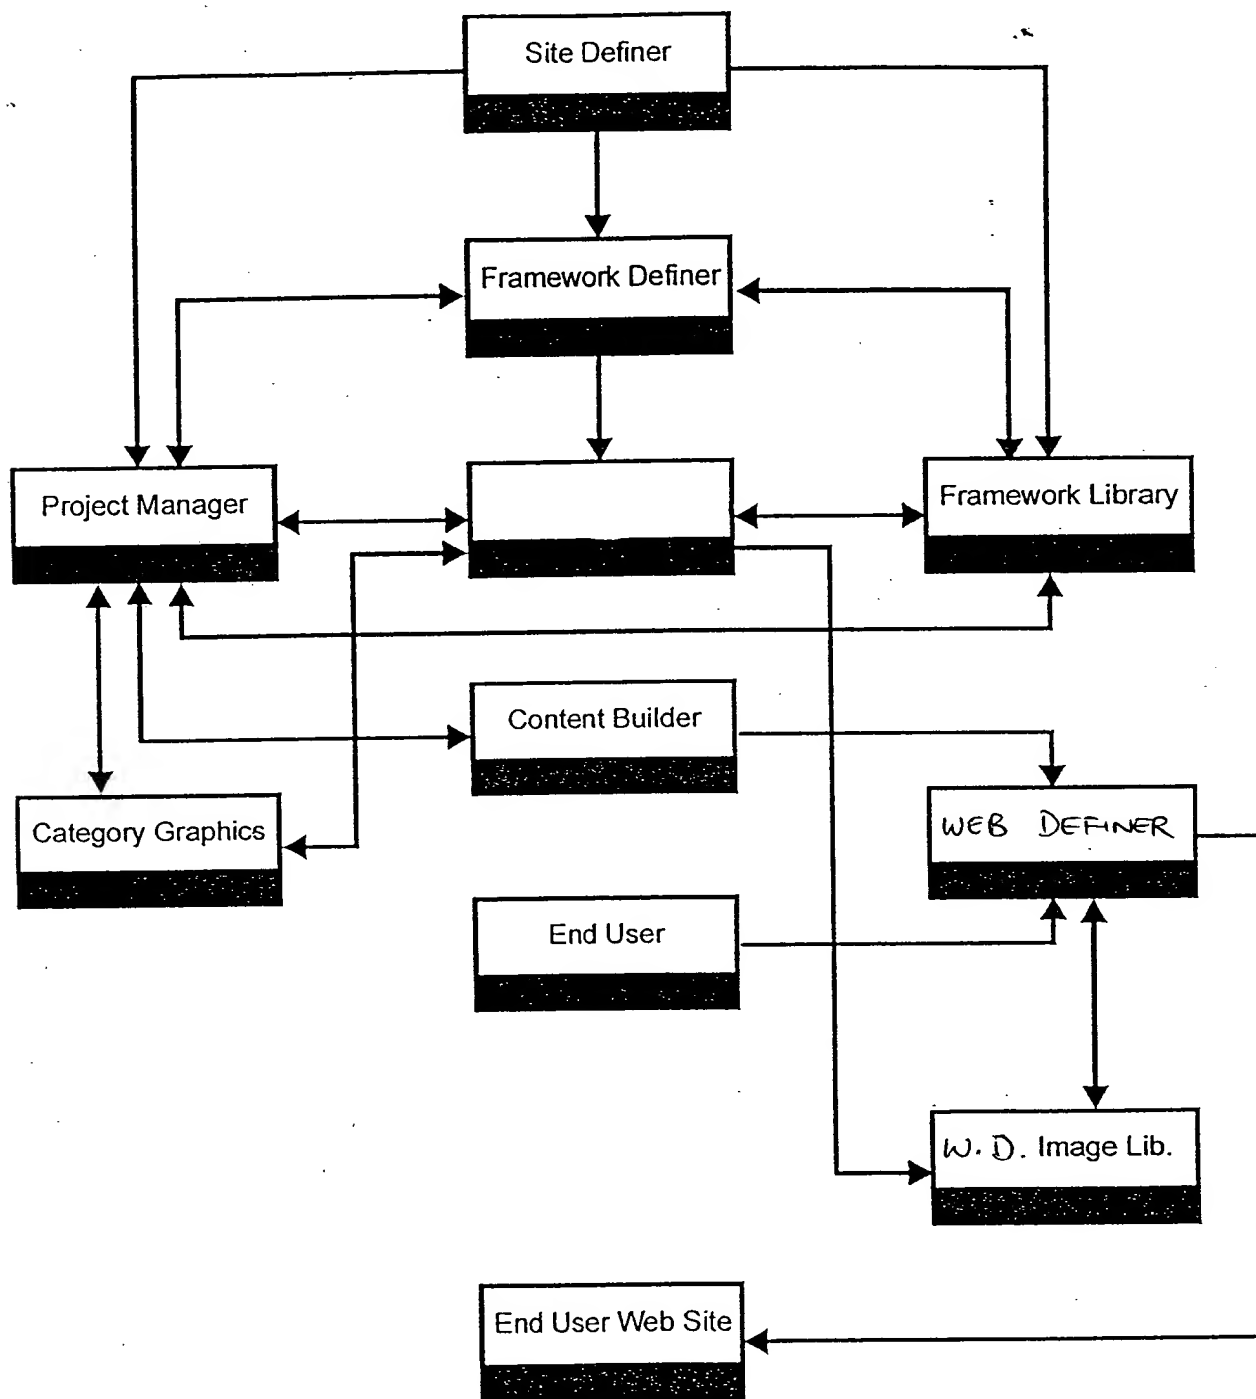 Site Definer
Framework Definer
Project Manager
Framework Library
Content Builder
Category Graphics
WEB DEFINER
End User
W. D. Image Lib.
End User Web Site